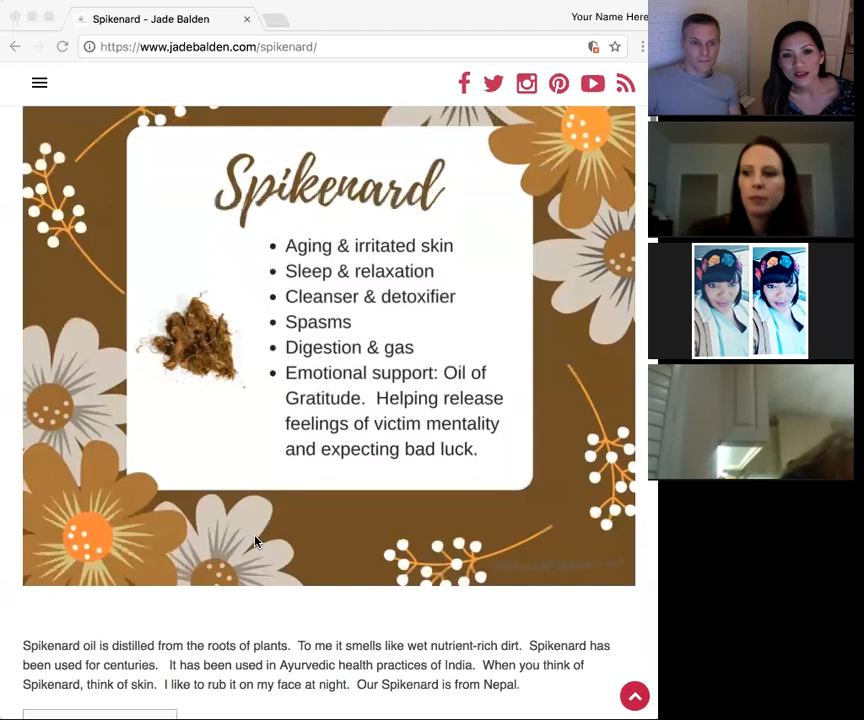 Spikenard - Jade Balden
Your Name Here
https://www.jadebalden.com/spikenard/
Spikenard
• Aging & irritated skin
• Sleep & relaxation
• Cleanser & detoxifier
• Spasms
• Digestion & gas
• Emotional support: Oil of
Gratitude. Helping release
feelings of victim mentality
and expecting bad luck.
Spikenard oil is distilled from the roots of plants. To me it smells like wet nutrient-rich dirt. Spikenard has
been used for centuries. It has been used in Ayurvedic health practices of India. When you think of
Spikenard, think of skin. I like to rub it on my face at night. Our Spikenard is from Nepal.